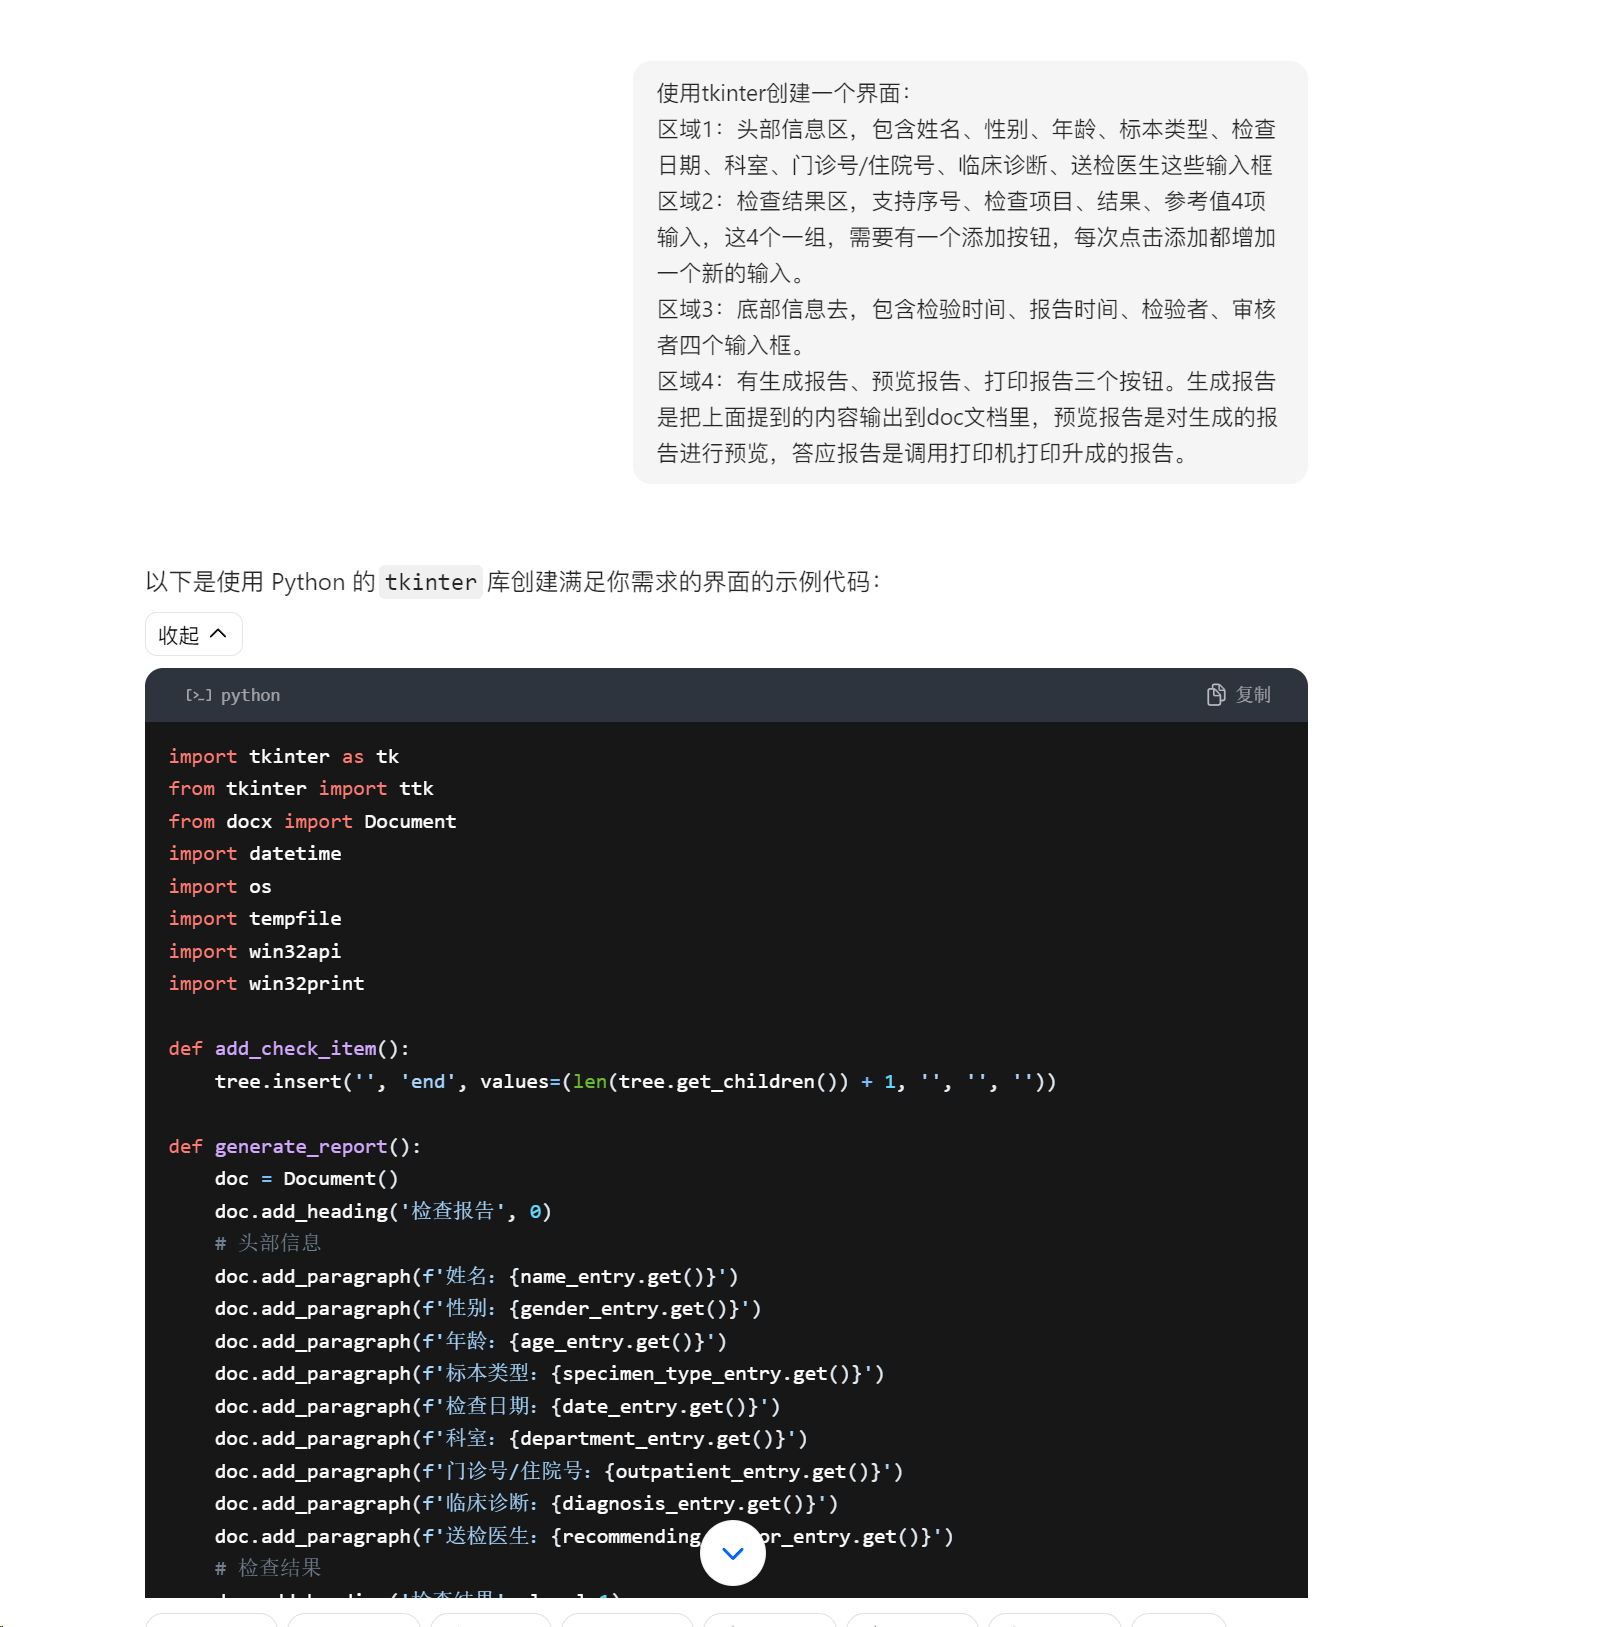 使用tkinter创建一个界面：
区域1：头部信息区，包含姓名、性别、年龄、标本类型、检查
日期、科室、门诊号/住院号、临床诊断、送检医生这些输入框
区域2：检查结果区，支持序号、检查项目、结果、参考值4项
输入，这4个一组，需要有一个添加按钮，每次点击添加都增加
一个新的输入。
区域3：底部信息去，包含检验时间、报告时间、检验者、审核
者四个输入框。
区域4：有生成报告、预览报告、打印报告三个按钮。生成报告
是把上面提到的内容输出到doc文档里，预览报告是对生成的报
告进行预览，答应报告是调用打印机打印升成的报告。
以下是使用 Python 的 tkinter 库创建满足你需求的界面的示例代码：
收起
python 复制
import tkinter as tk
from tkinter import ttk
from docx import Document
import datetime
import os
import tempfile
import win32api
import win32print
def add_check_item():
    tree.insert('', 'end', values=(len(tree.get_children()) + 1, '', '', ''))
def generate_report():
    doc = Document()
    doc.add_heading('检查报告', 0)
    # 头部信息
    doc.add_paragraph(f'姓名：{name_entry.get()}')
    doc.add_paragraph(f'性别：{gender_entry.get()}')
    doc.add_paragraph(f'年龄：{age_entry.get()}')
    doc.add_paragraph(f'标本类型：{specimen_type_entry.get()}')
    doc.add_paragraph(f'检查日期：{date_entry.get()}')
    doc.add_paragraph(f'科室：{department_entry.get()}')
    doc.add_paragraph(f'门诊号/住院号：{outpatient_entry.get()}')
    doc.add_paragraph(f'临床诊断：{diagnosis_entry.get()}')
    doc.add_paragraph(f'送检医生：{recommending or_entry.get()}')
    # 检查结果